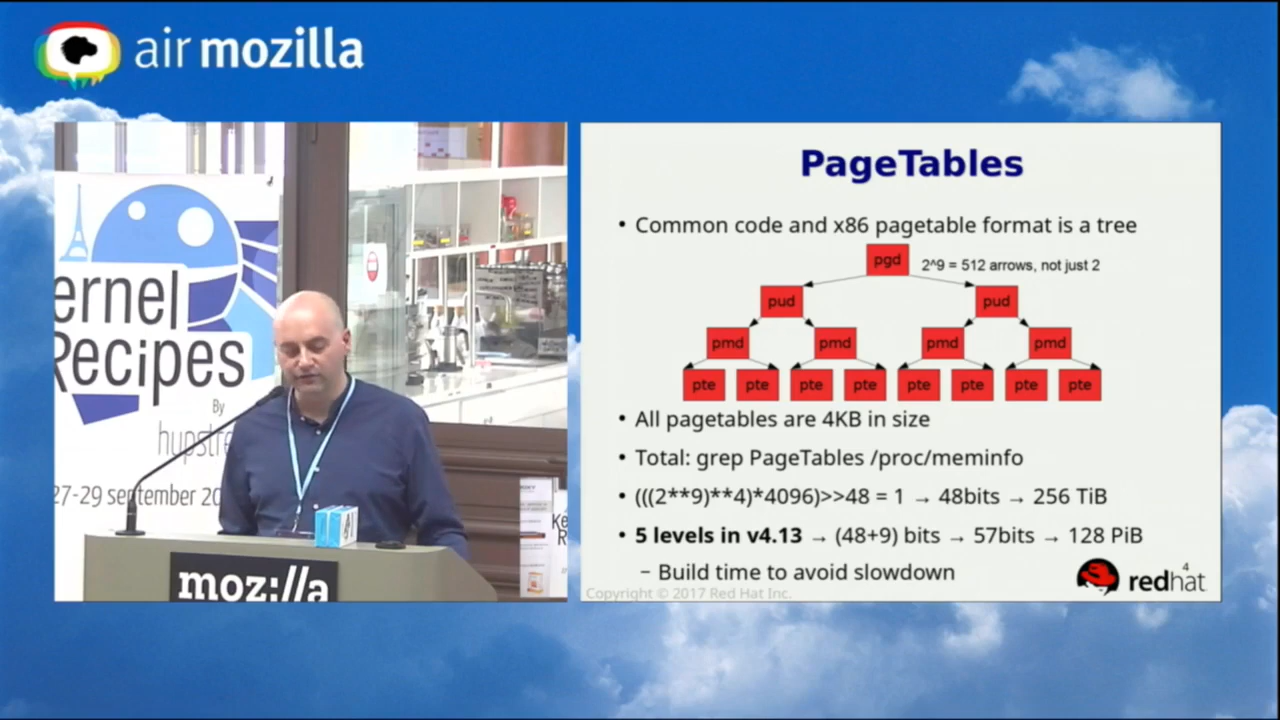 air mozilla
ernel
Recipes
By
hupstre
27-29 september 20
moz://a
Ke
R
PageTables
• Common code and x86 pagetable format is a tree
pgd
2^9 = 512 arrows, not just 2
pud pud
pmd pmd pmd pmd
pte pte pte pte pte pte pte pte
• All pagetables are 4KB in size
• Total: grep PageTables /proc/meminfo
• (((2**9)**4)*4096)>>48 = 1 → 48bits → 256 TiB
• 5 levels in v4.13 → (48+9) bits → 57bits → 128 PiB
– Build time to avoid slowdown
4
redhat
Copyright © 2017 Red Hat Inc.